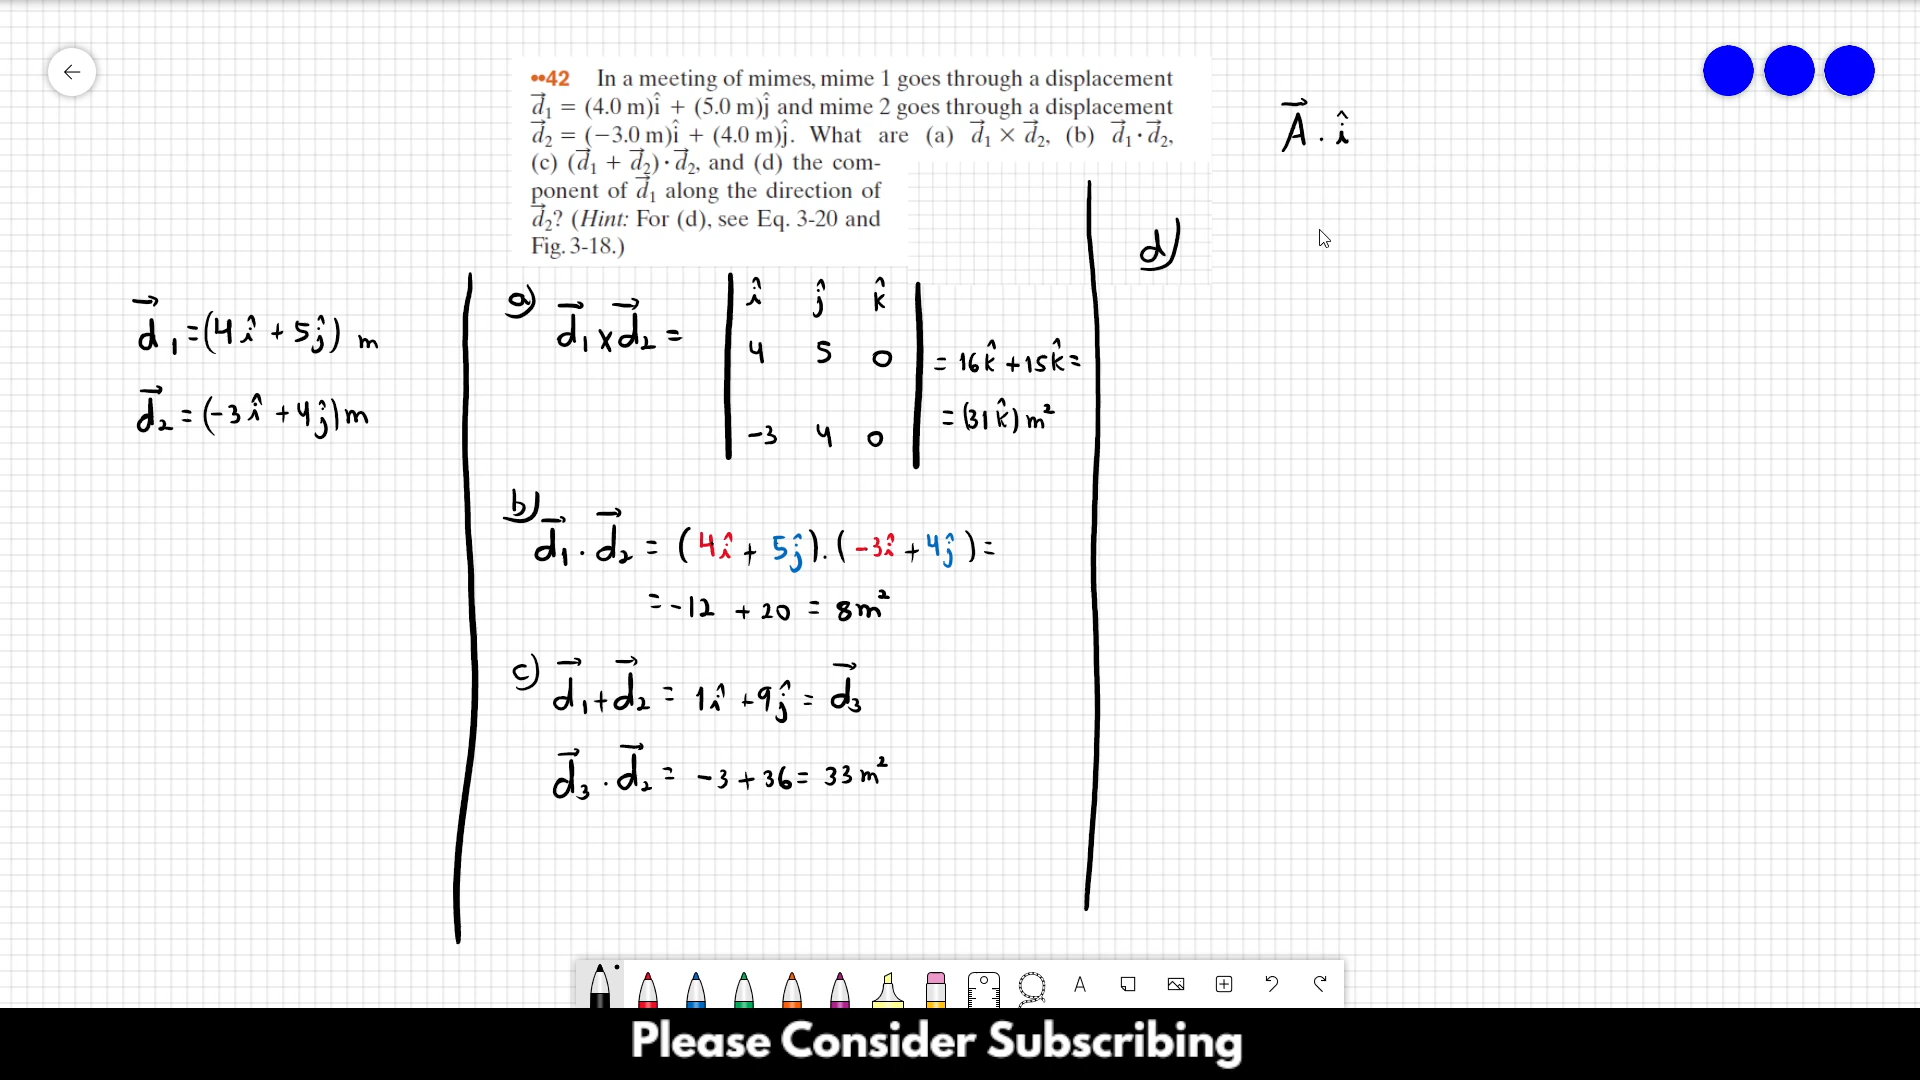 ••42 In a meeting of mimes, mime 1 goes through a displacement
d⃗₁ = (4.0 m)î + (5.0 m)ĵ and mime 2 goes through a displacement
d⃗₂ = (−3.0 m)î + (4.0 m)ĵ. What are (a) d⃗₁ × d⃗₂, (b) d⃗₁ · d⃗₂,
(c) (d⃗₁ + d⃗₂) · d⃗₂, and (d) the com-
ponent of d⃗₁ along the direction of
d⃗₂? (Hint: For (d), see Eq. 3-20 and
Fig. 3-18.)
d⃗₁ = (4î + 5ĵ) m
d⃗₂ = (-3î + 4ĵ) m
a) d⃗₁ x d⃗₂ =
î ĵ k̂
4 5 0
-3 4 0
= 16k̂ + 15k̂ =
= (31k̂) m²
b)
d⃗₁ . d⃗₂ = (4î + 5ĵ) . (-3î + 4ĵ) =
= -12 + 20 = 8m²
c) d⃗₁ + d⃗₂ = 1î + 9ĵ = d⃗₃
d⃗₃ . d⃗₂ = -3 + 36 = 33 m²
A⃗ . î
d)
A
Please Consider Subscribing